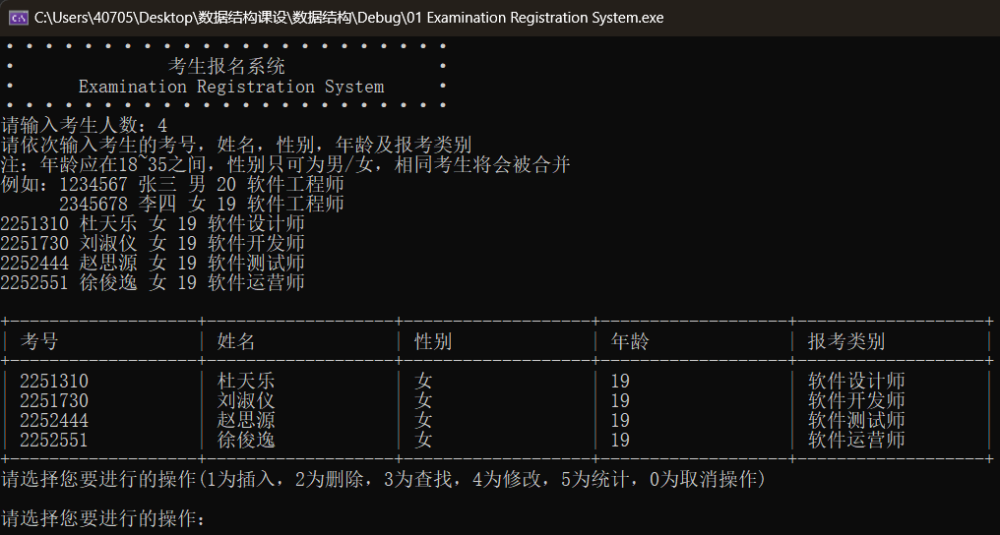 C:\Users\40705\Desktop\数据结构课设\数据结构\Debug\01 Examination Registration System.exe
考生报名系统
Examination Registration System
请输入考生人数：4
请依次输入考生的考号，姓名，性别，年龄及报考类别
注：年龄应在18~35之间，性别只可为男/女，相同考生将会被合并
例如：1234567 张三 男 20 软件工程师
2345678 李四 女 19 软件工程师
2251310 杜天乐 女 19 软件设计师
2251730 刘淑仪 女 19 软件开发师
2252444 赵思源 女 19 软件测试师
2252551 徐俊逸 女 19 软件运营师
考号 姓名 性别 年龄 报考类别
2251310 杜天乐 女 19 软件设计师
2251730 刘淑仪 女 19 软件开发师
2252444 赵思源 女 19 软件测试师
2252551 徐俊逸 女 19 软件运营师
请选择您要进行的操作(1为插入，2为删除，3为查找，4为修改，5为统计，0为取消操作)
请选择您要进行的操作：